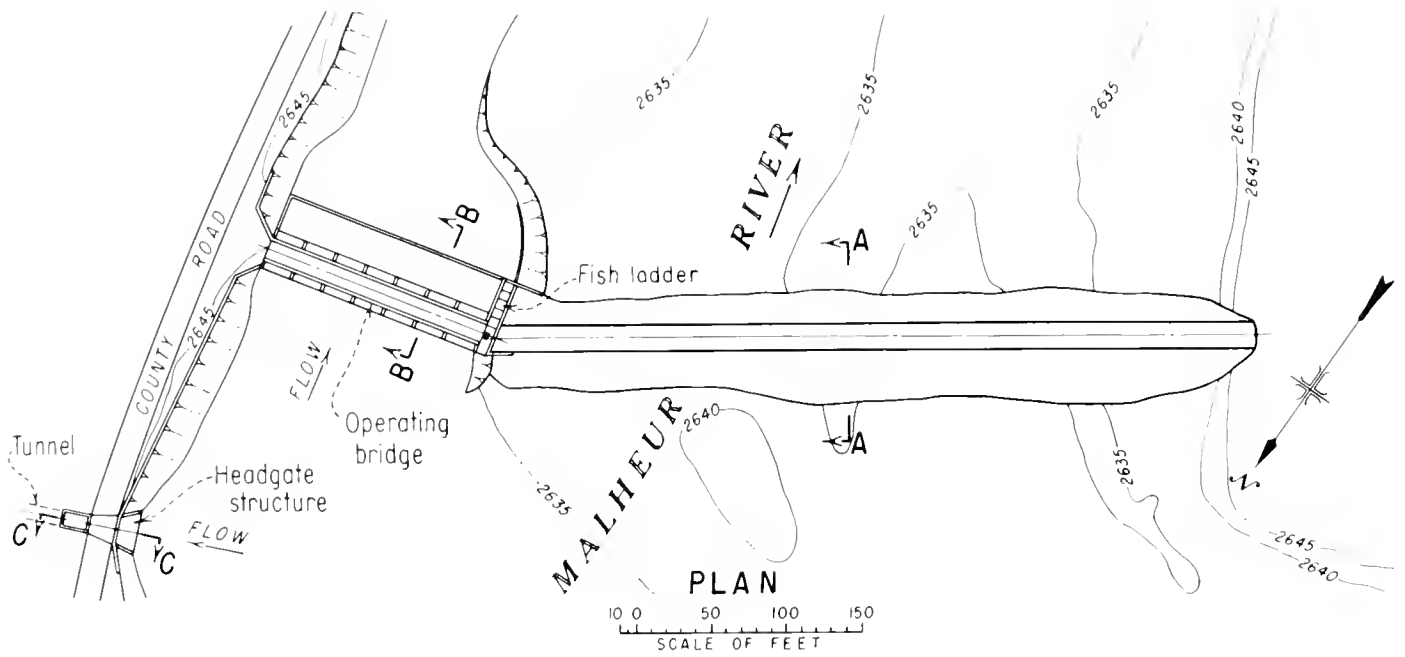 2645
2635
2635
2635
2640
2645
COUNTY ROAD
B
RIVER
2635
A
Fish ladder
2645
FLOW
B
Operating
bridge
MALHEUR
2640
A
2635
2635
N
Tunnel
Headgate
structure
C
FLOW
C
2645
2640
PLAN
10 0 50 100 150
SCALE OF FEET